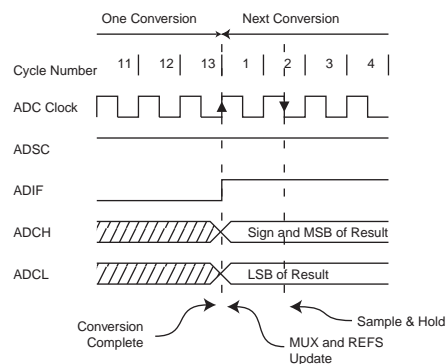 One Conversion Next Conversion
Cycle Number 11 12 13 1 2 3 4
ADC Clock
ADSC
ADIF
ADCH Sign and MSB of Result
ADCL LSB of Result
Sample & Hold
Conversion
Complete
MUX and REFS
Update